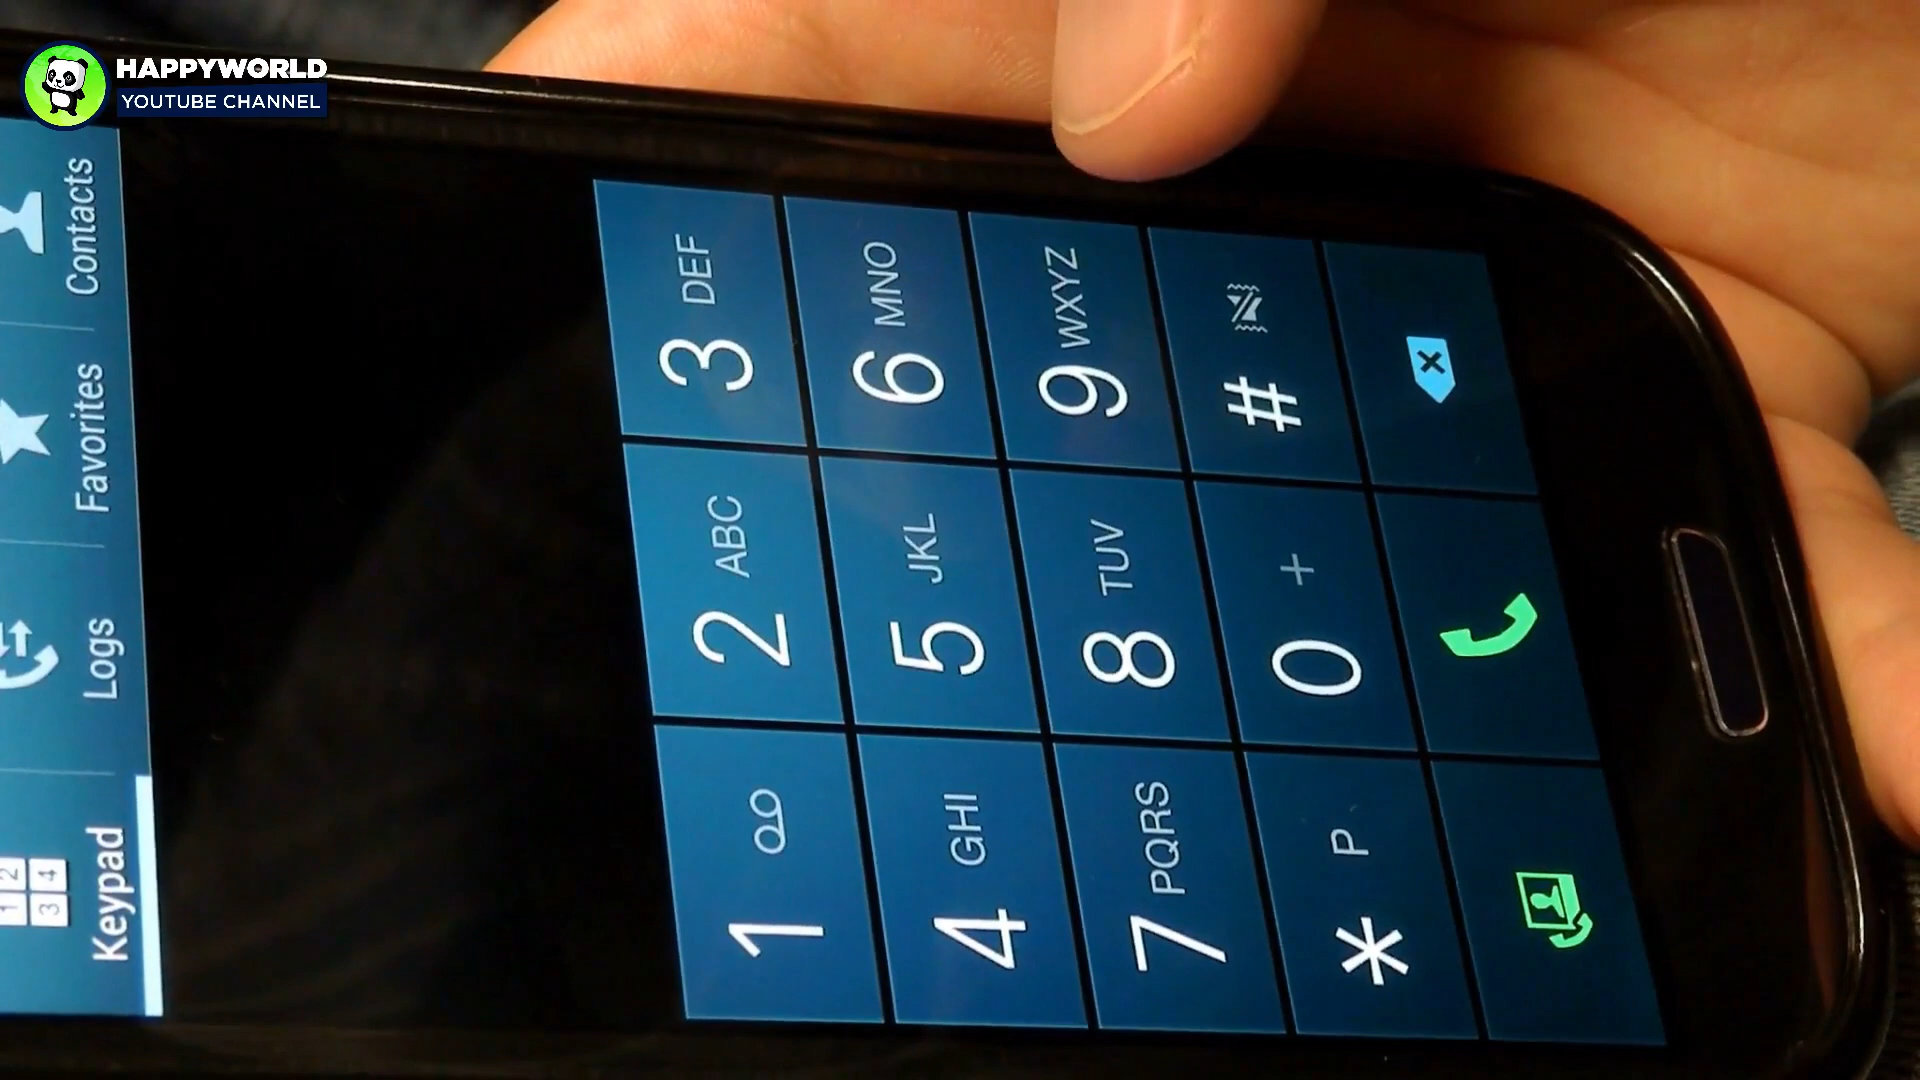 HAPPYWORLD
YOUTUBE CHANNEL
Keypad
Logs
Favorites
Contacts
1 2
3 4
1
2 ABC
3 DEF
4 GHI
5 JKL
6 MNO
7 PQRS
8 TUV
9 WXYZ
* P
0 +
#